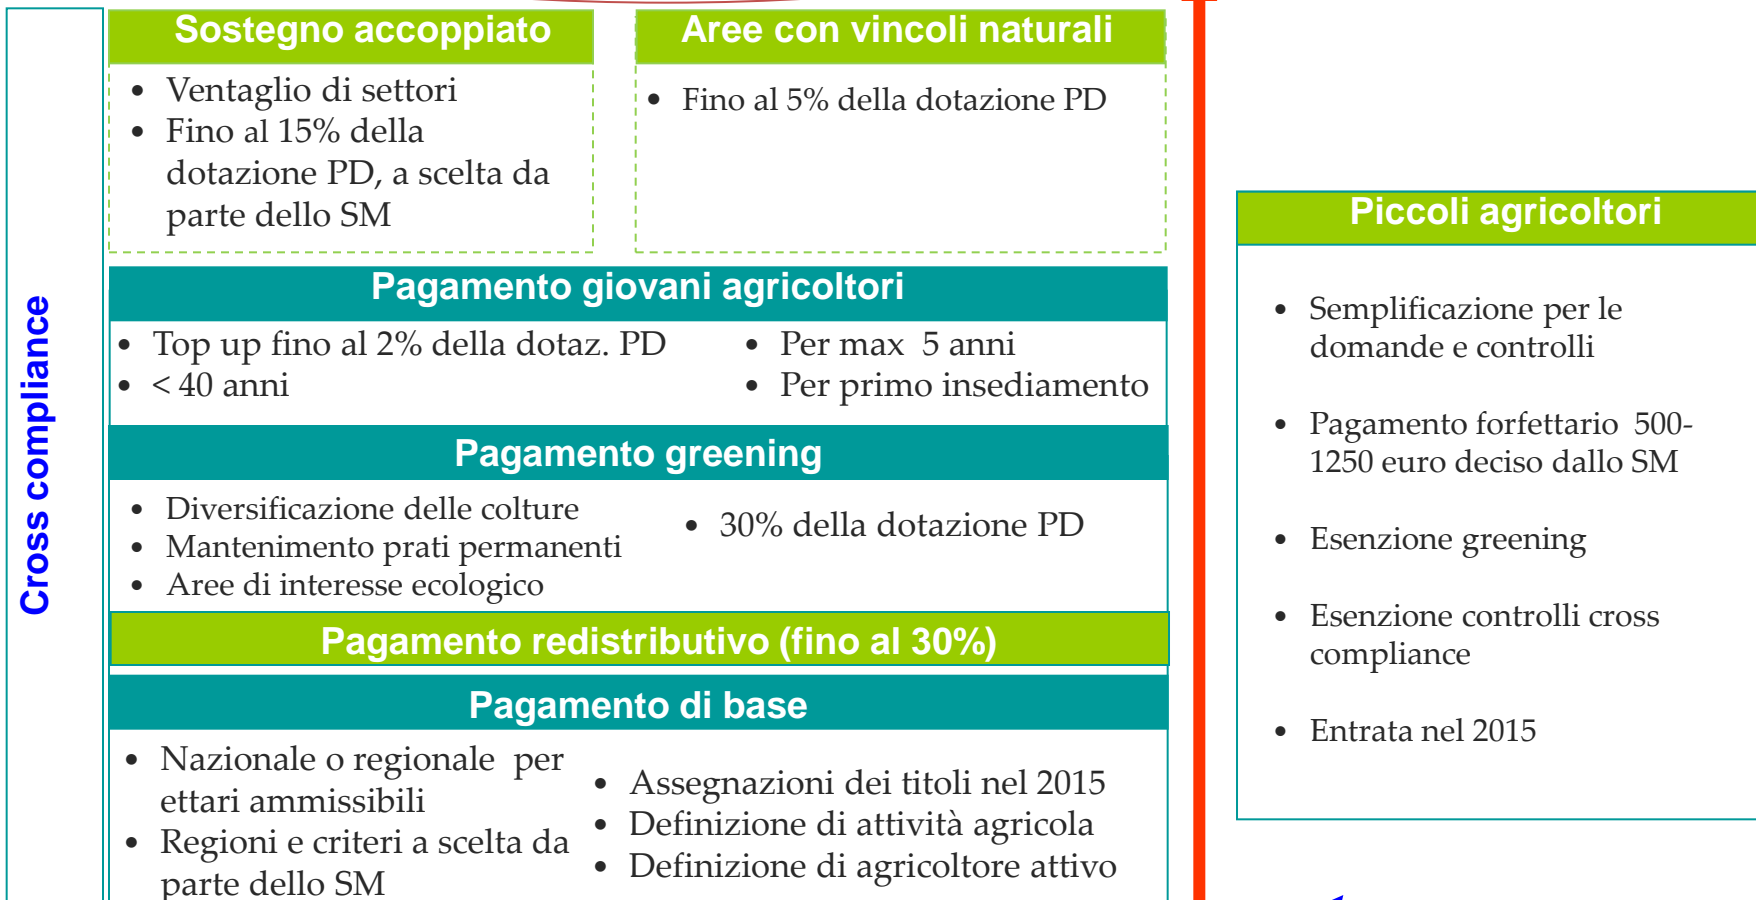 Cross compliance
Sostegno accoppiato
• Ventaglio di settori
• Fino al 15% della
dotazione PD, a scelta da
parte dello SM
Aree con vincoli naturali
• Fino al 5% della dotazione PD
Pagamento giovani agricoltori
• Top up fino al 2% della dotaz. PD
• < 40 anni
• Per max 5 anni
• Per primo insediamento
Pagamento greening
• Diversificazione delle colture
• Mantenimento prati permanenti
• Aree di interesse ecologico
• 30% della dotazione PD
Pagamento redistributivo (fino al 30%)
Pagamento di base
• Nazionale o regionale per
ettari ammissibili
• Regioni e criteri a scelta da
parte dello SM
• Assegnazioni dei titoli nel 2015
• Definizione di attività agricola
• Definizione di agricoltore attivo
Piccoli agricoltori
• Semplificazione per le
domande e controlli
• Pagamento forfettario 500-
1250 euro deciso dallo SM
• Esenzione greening
• Esenzione controlli cross
compliance
• Entrata nel 2015